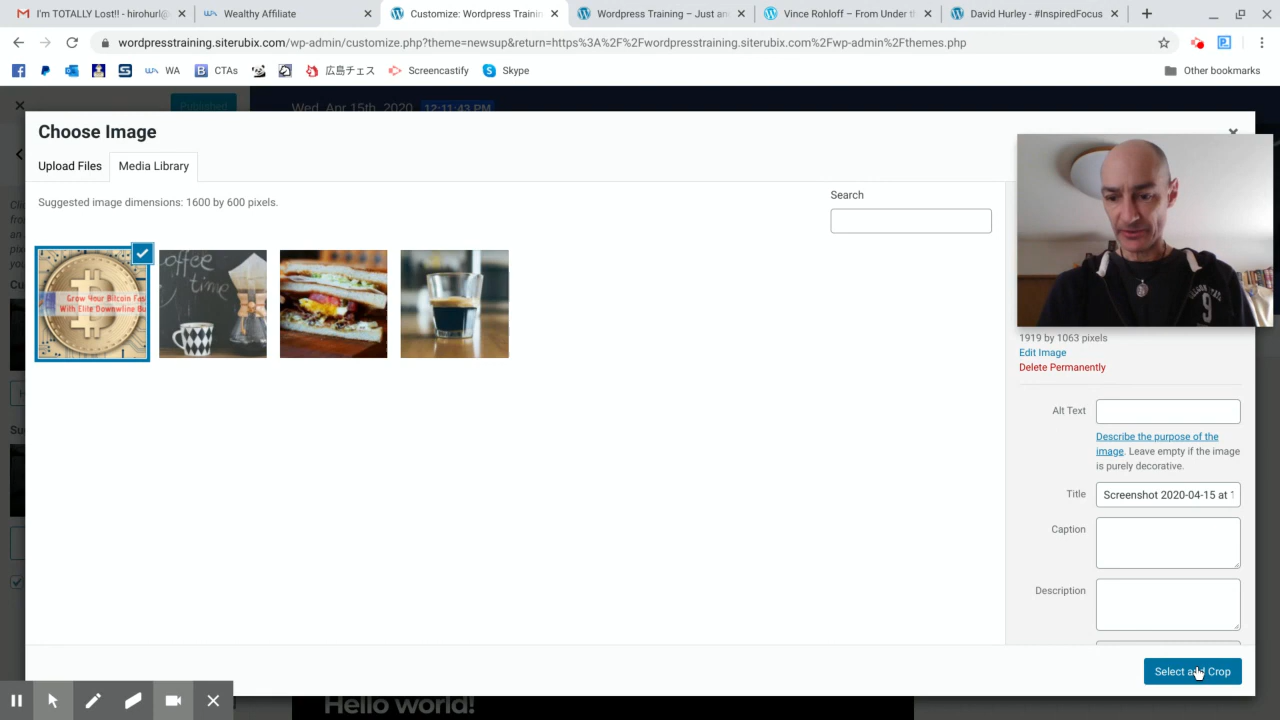 I'm TOTALLY Lost!! - hirohurl@
Wealthy Affiliate
Customize: Wordpress Trainin
Wordpress Training – Just an
Vince Rohloff – From Under t
David Hurley - #InspiredFocus
wordpresstraining.siterubix.com/wp-admin/customize.php?theme=newsup&return=https%3A%2F%2Fwordpresstraining.siterubix.com%2Fwp-admin%2Fthemes.php
WA
CTAs
広島チェス
Screencastify
Skype
Other bookmarks
Published
Wed. Apr 15th, 2020 12:11:43 PM
Choose Image
Upload Files
Media Library
Suggested image dimensions: 1600 by 600 pixels.
Search
Grow Your Bitcoin Fas
With Elite Downline Bu
offee
time
9
1919 by 1063 pixels
Edit Image
Delete Permanently
Alt Text
Describe the purpose of the
image. Leave empty if the image
is purely decorative.
Title
Screenshot 2020-04-15 at 1
Caption
Description
Select and Crop
Hello world!